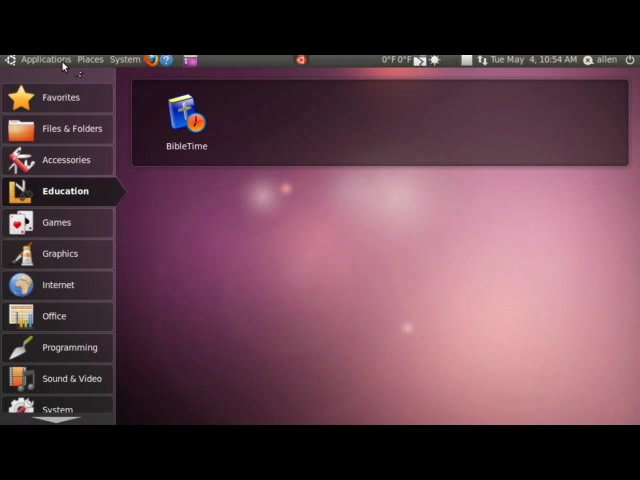 Applications Places System 0°F 0°F Tue May 4, 10:54 AM allen
Favorites
Files & Folders
Accessories
Education
Games
Graphics
Internet
Office
Programming
Sound & Video
System
BibleTime